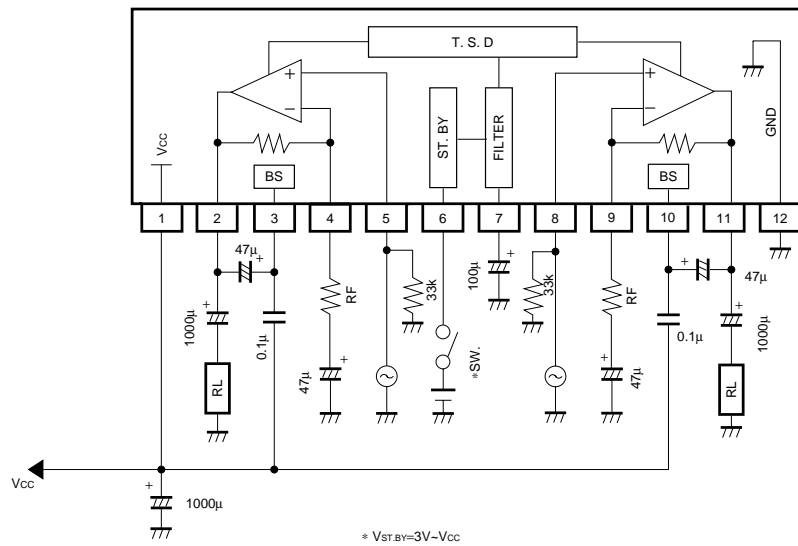 T. S. D
+
+
−
−
ST. BY
FILTER
VCC
GND
BS
BS
1
2
3
4
5
6
7
8
9
10
11
12
47μ
+
+
47μ
100μ
+
33k
33k
RF
RF
+
1000μ
0.1μ
0.1μ
+
1000μ
*SW.
RL
47μ
+
47μ
+
RL
VCC
+
1000μ
* VST.BY=3V~VCC